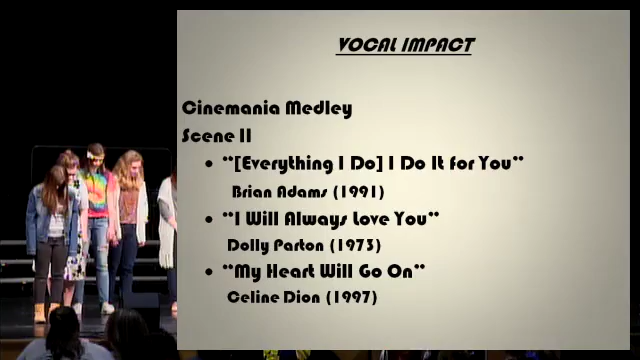 VOCAL IMPACT
Cinemania Medley
Scene II
• "[Everything I Do] I Do It for You"
Brian Adams (1991)
• "I Will Always Love You"
Dolly Parton (1973)
• "My Heart Will Go On"
Celine Dion (1997)